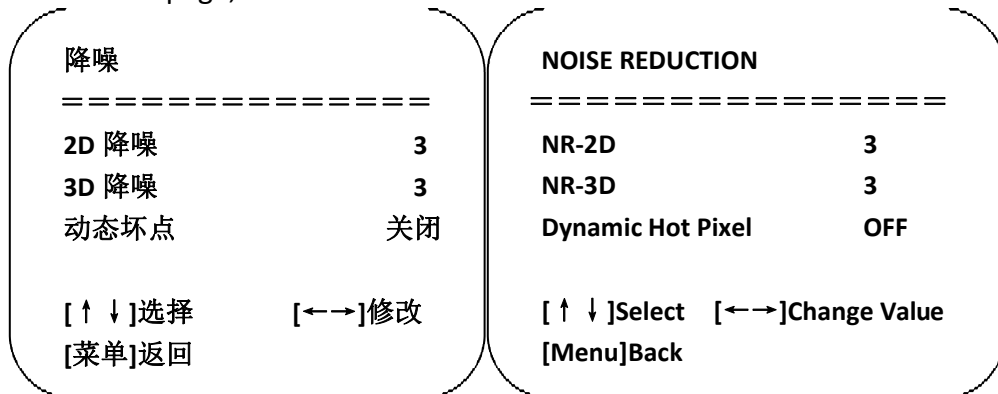 降噪
===============
2D 降噪 3
3D 降噪 3
动态坏点 关闭
[↑↓]选择 [←→]修改
[菜单]返回
NOISE REDUCTION
================
NR-2D 3
NR-3D 3
Dynamic Hot Pixel OFF
[↑↓]Select [←→]Change Value
[Menu]Back